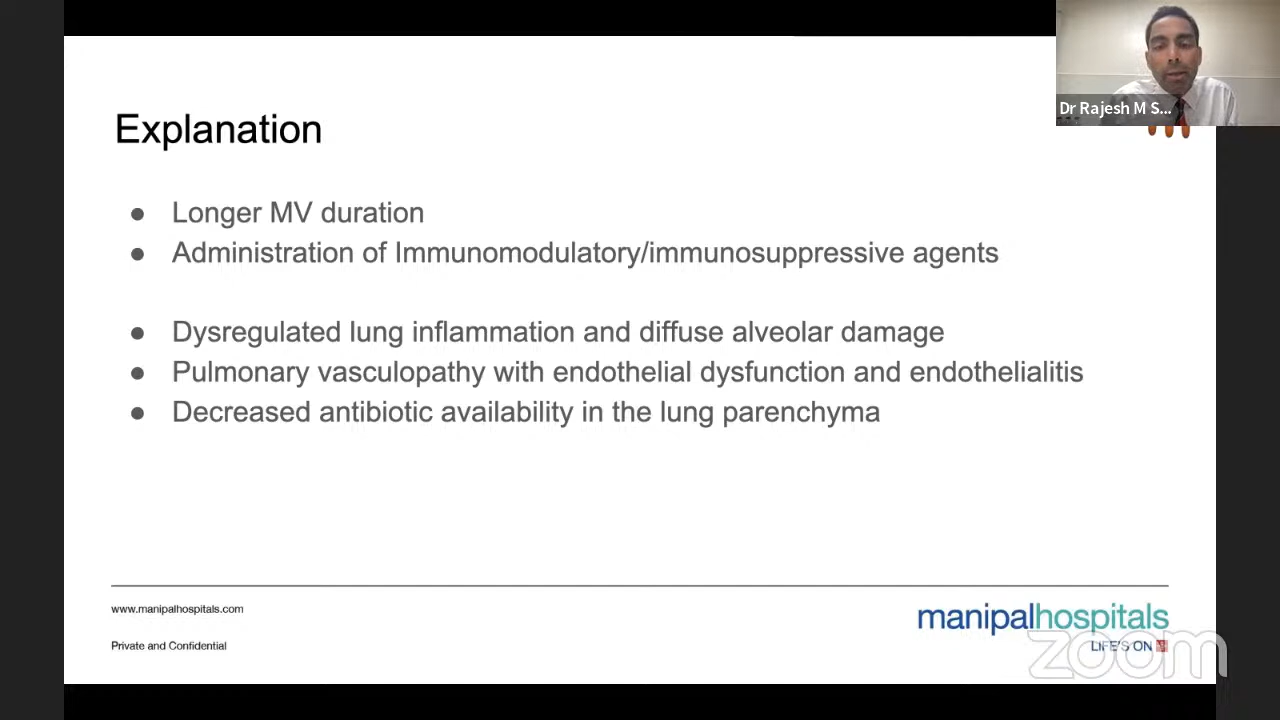 Dr Rajesh M S...
Explanation
● Longer MV duration
● Administration of Immunomodulatory/immunosuppressive agents
● Dysregulated lung inflammation and diffuse alveolar damage
● Pulmonary vasculopathy with endothelial dysfunction and endothelialitis
● Decreased antibiotic availability in the lung parenchyma
www.manipalhospitals.com
manipalhospitals
Private and Confidential
LIFE'S ON
zoom